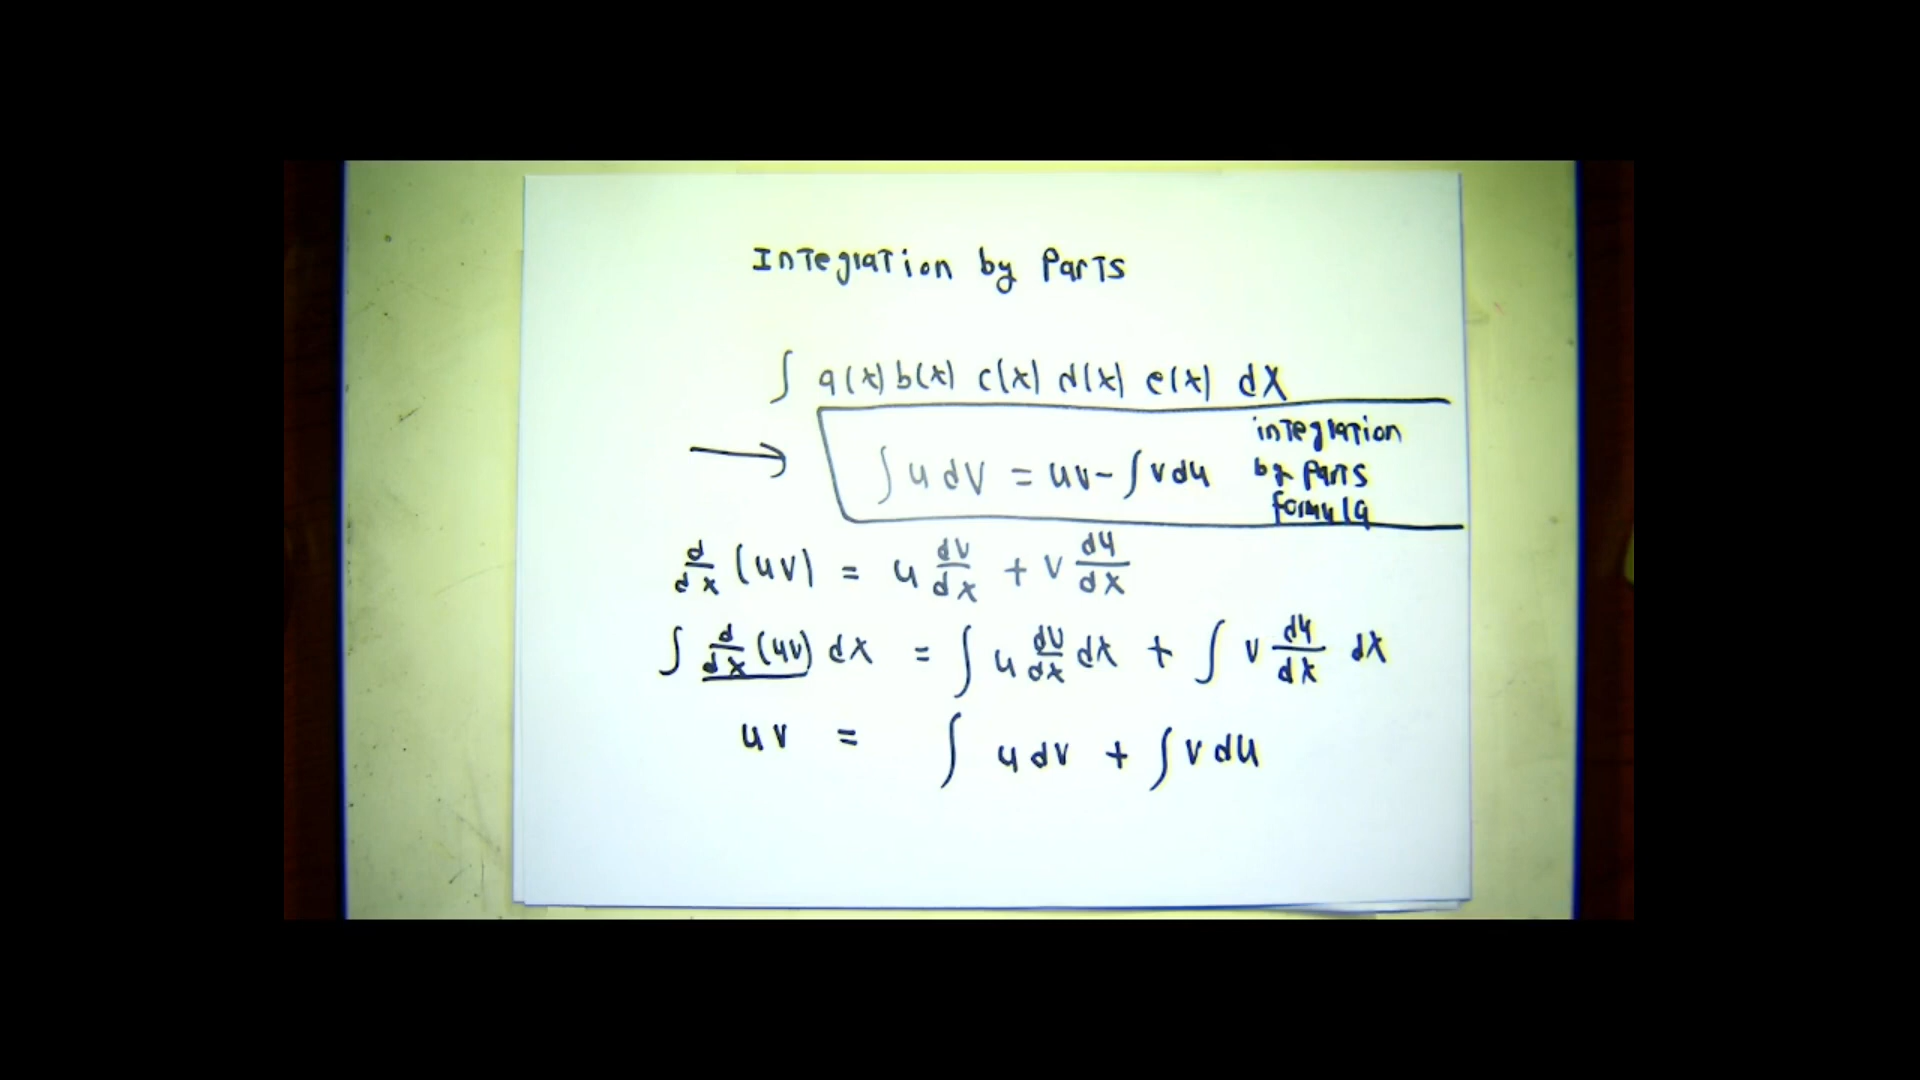 Integration by Parts
∫ a(x) b(x) c(x) d(x) e(x) dx
→ ∫ u dv = uv - ∫ v du
integration
by parts
formula
d/dx (uv) = u dv/dx + v du/dx
∫ d/dx (uv) dx = ∫ u dv/dx dx + ∫ v du/dx dx
uv = ∫ u dv + ∫ v du